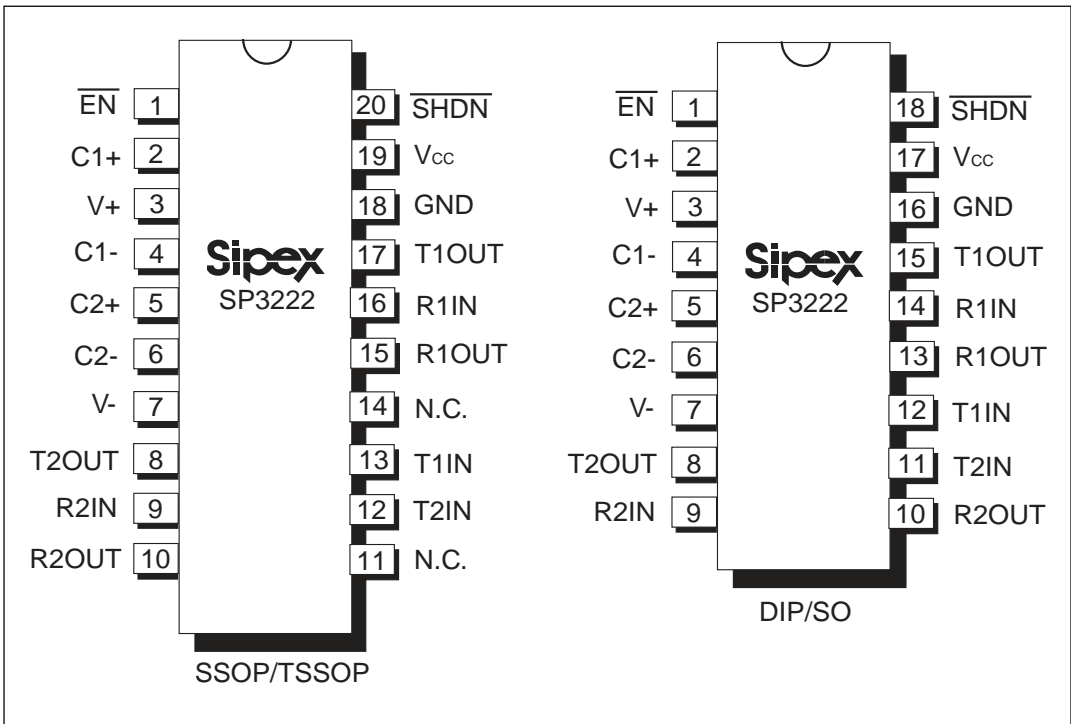 EN 1 20 SHDN
C1+ 2 19 Vcc
V+ 3 18 GND
C1- 4 17 T1OUT
C2+ 5 16 R1IN
C2- 6 15 R1OUT
V- 7 14 N.C.
T2OUT 8 13 T1IN
R2IN 9 12 T2IN
R2OUT 10 11 N.C.
Sipex
SP3222
SSOP/TSSOP
EN 1 18 SHDN
C1+ 2 17 Vcc
V+ 3 16 GND
C1- 4 15 T1OUT
C2+ 5 14 R1IN
C2- 6 13 R1OUT
V- 7 12 T1IN
T2OUT 8 11 T2IN
R2IN 9 10 R2OUT
Sipex
SP3222
DIP/SO